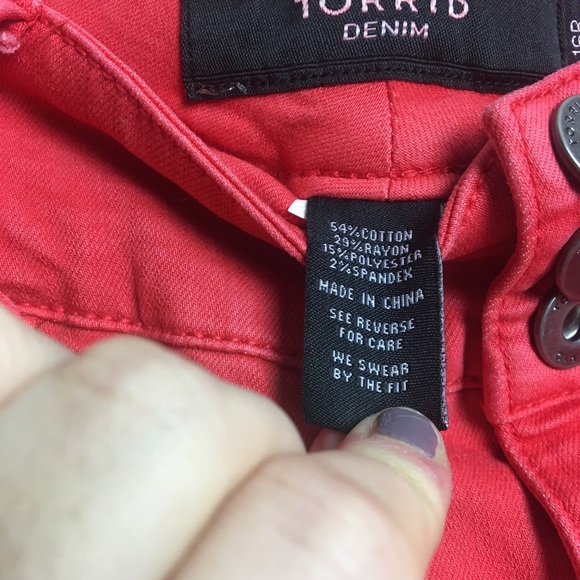 TORRID
DENIM
16R
54%COTTON
29%RAYON
15%POLYESTER
2%SPANDEX
MADE IN CHINA
SEE REVERSE
FOR CARE
WE SWEAR
BY THE FIT